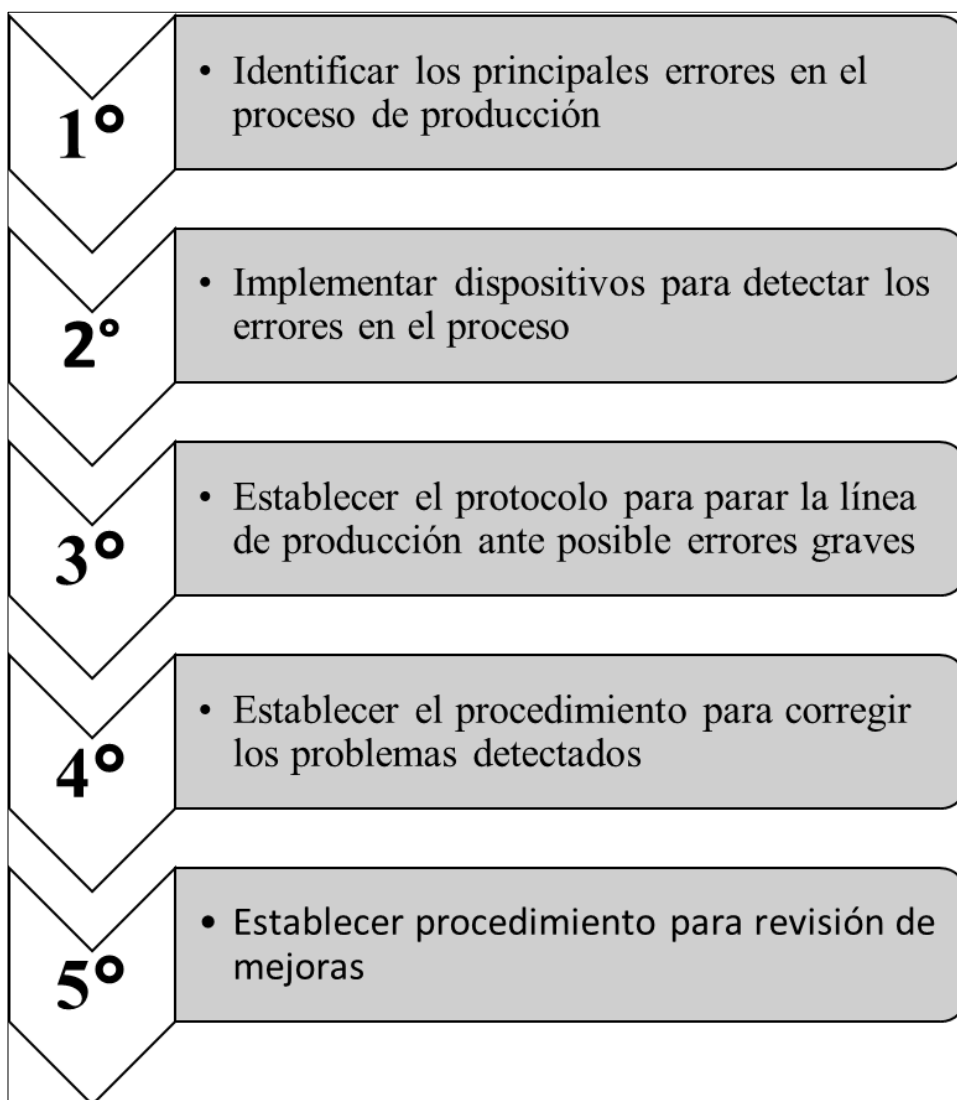 1°
• Identificar los principales errores en el
proceso de producción
2°
• Implementar dispositivos para detectar los
errores en el proceso
3°
• Establecer el protocolo para parar la línea
de producción ante posible errores graves
4°
• Establecer el procedimiento para corregir
los problemas detectados
5°
• Establecer procedimiento para revisión de
mejoras